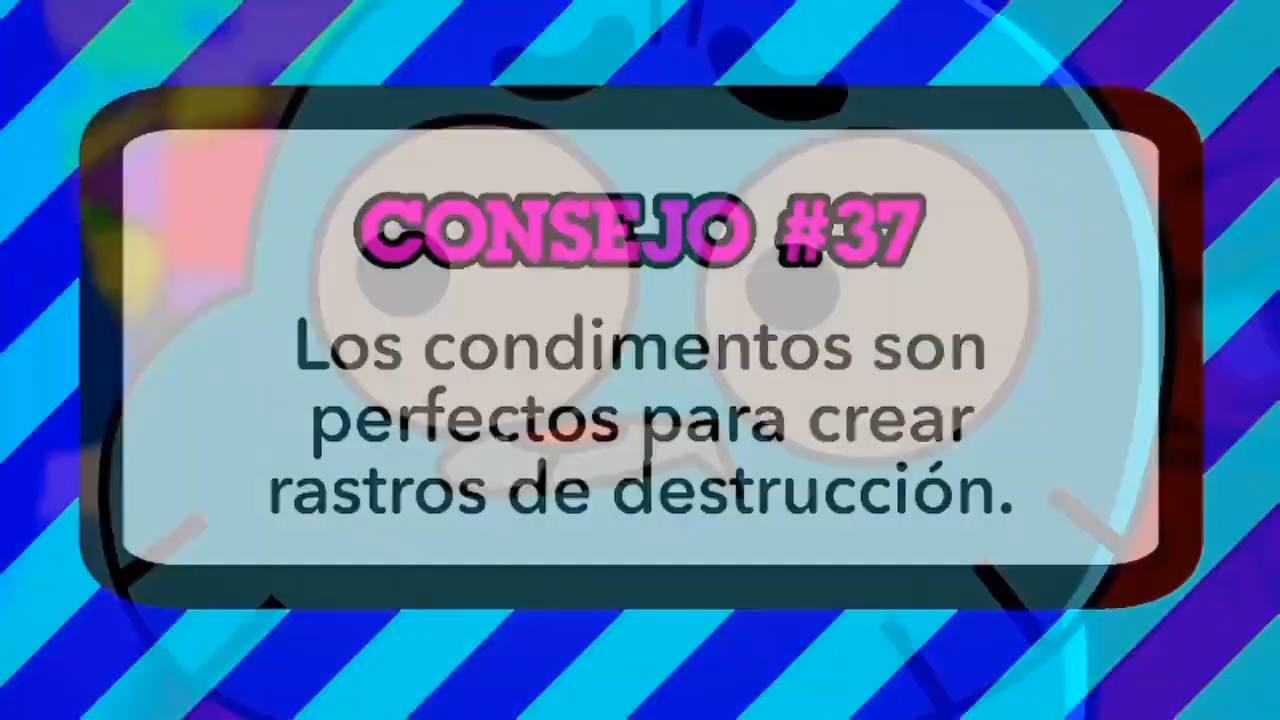 CONSEJO #37
Los condimentos son
perfectos para crear
rastros de destrucción.